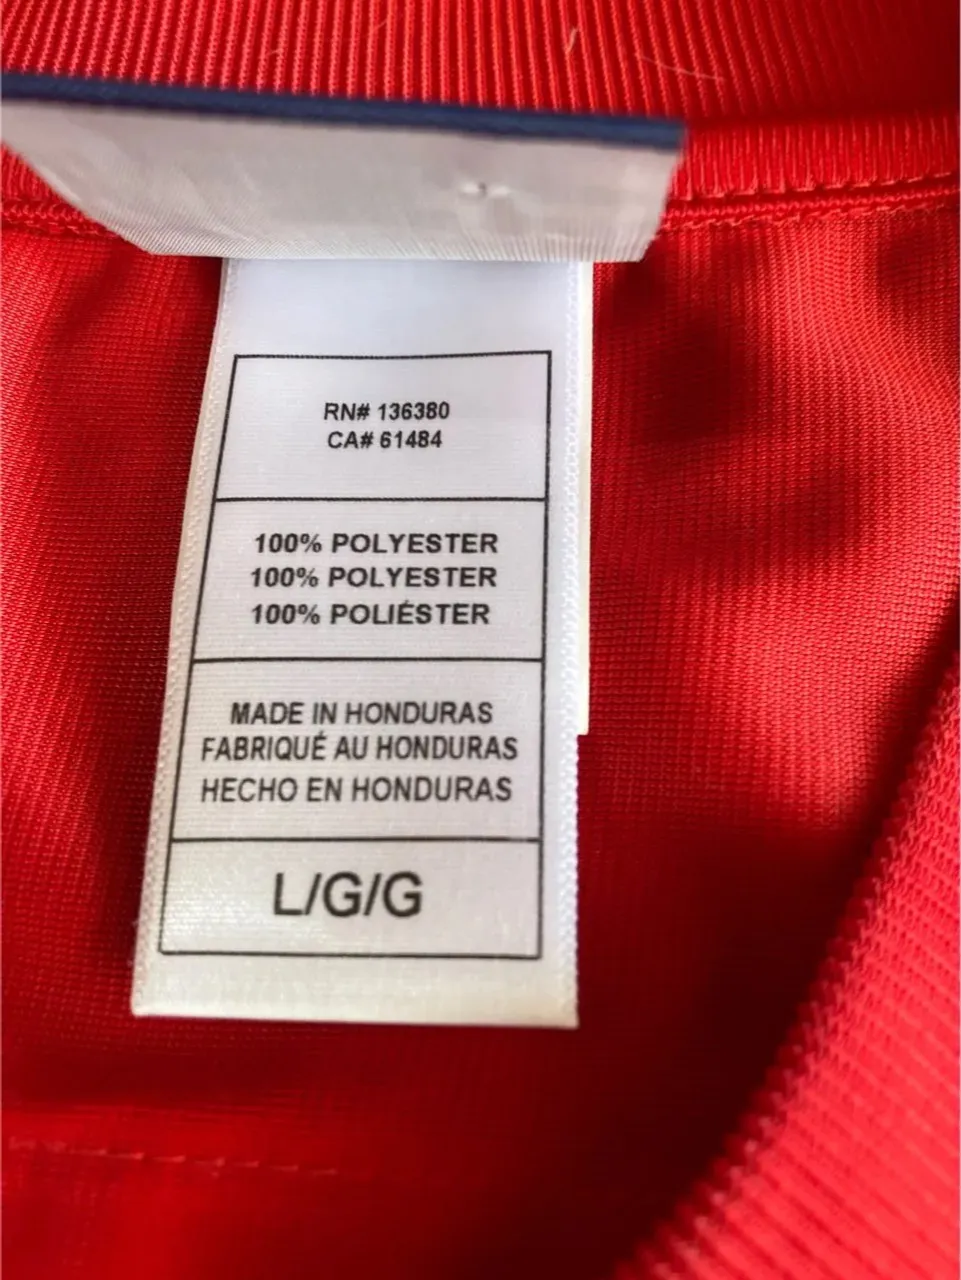 RN# 136380
CA# 61484
100% POLYESTER
100% POLYESTER
100% POLIÉSTER
MADE IN HONDURAS
FABRIQUÉ AU HONDURAS
HECHO EN HONDURAS
L/G/G